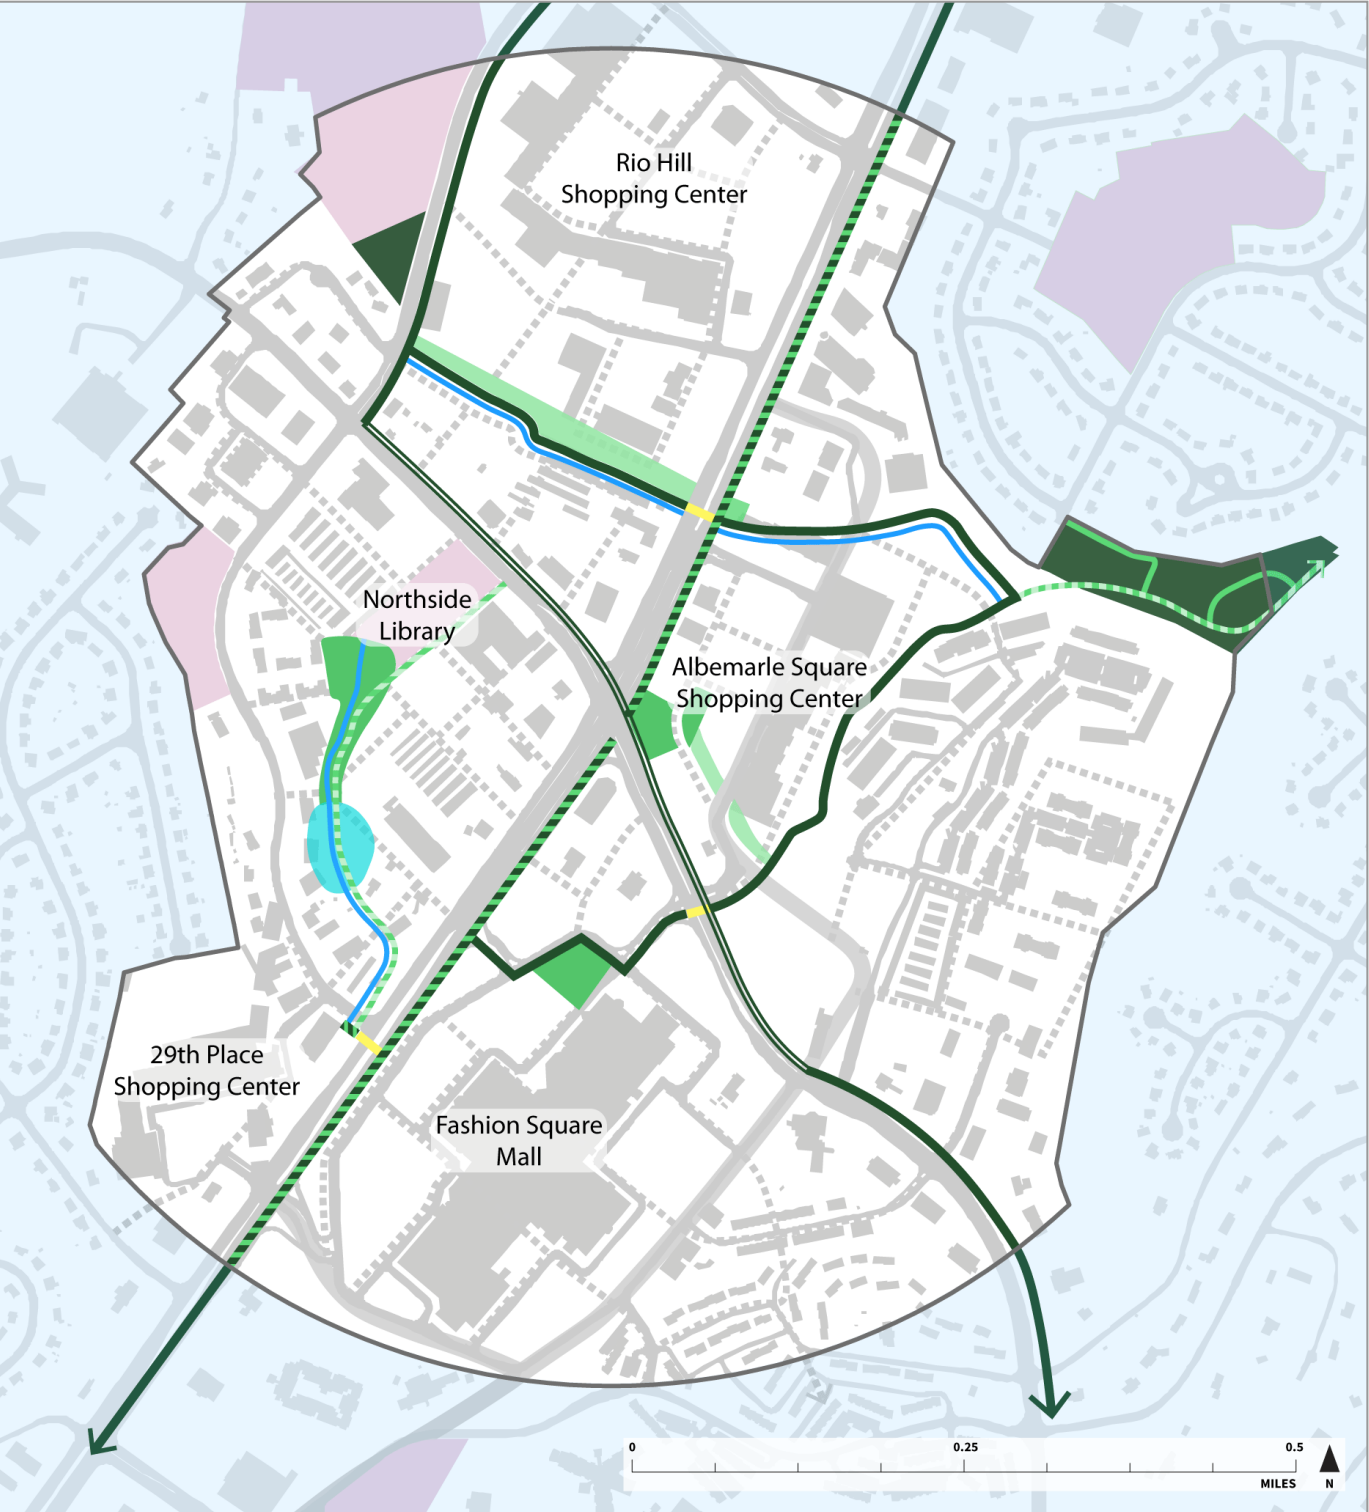 Rio Hill
Shopping Center
Northside
Library
Albemarle Square
Shopping Center
29th Place
Shopping Center
Fashion Square
Mall
0 0.25 0.5
MILES N